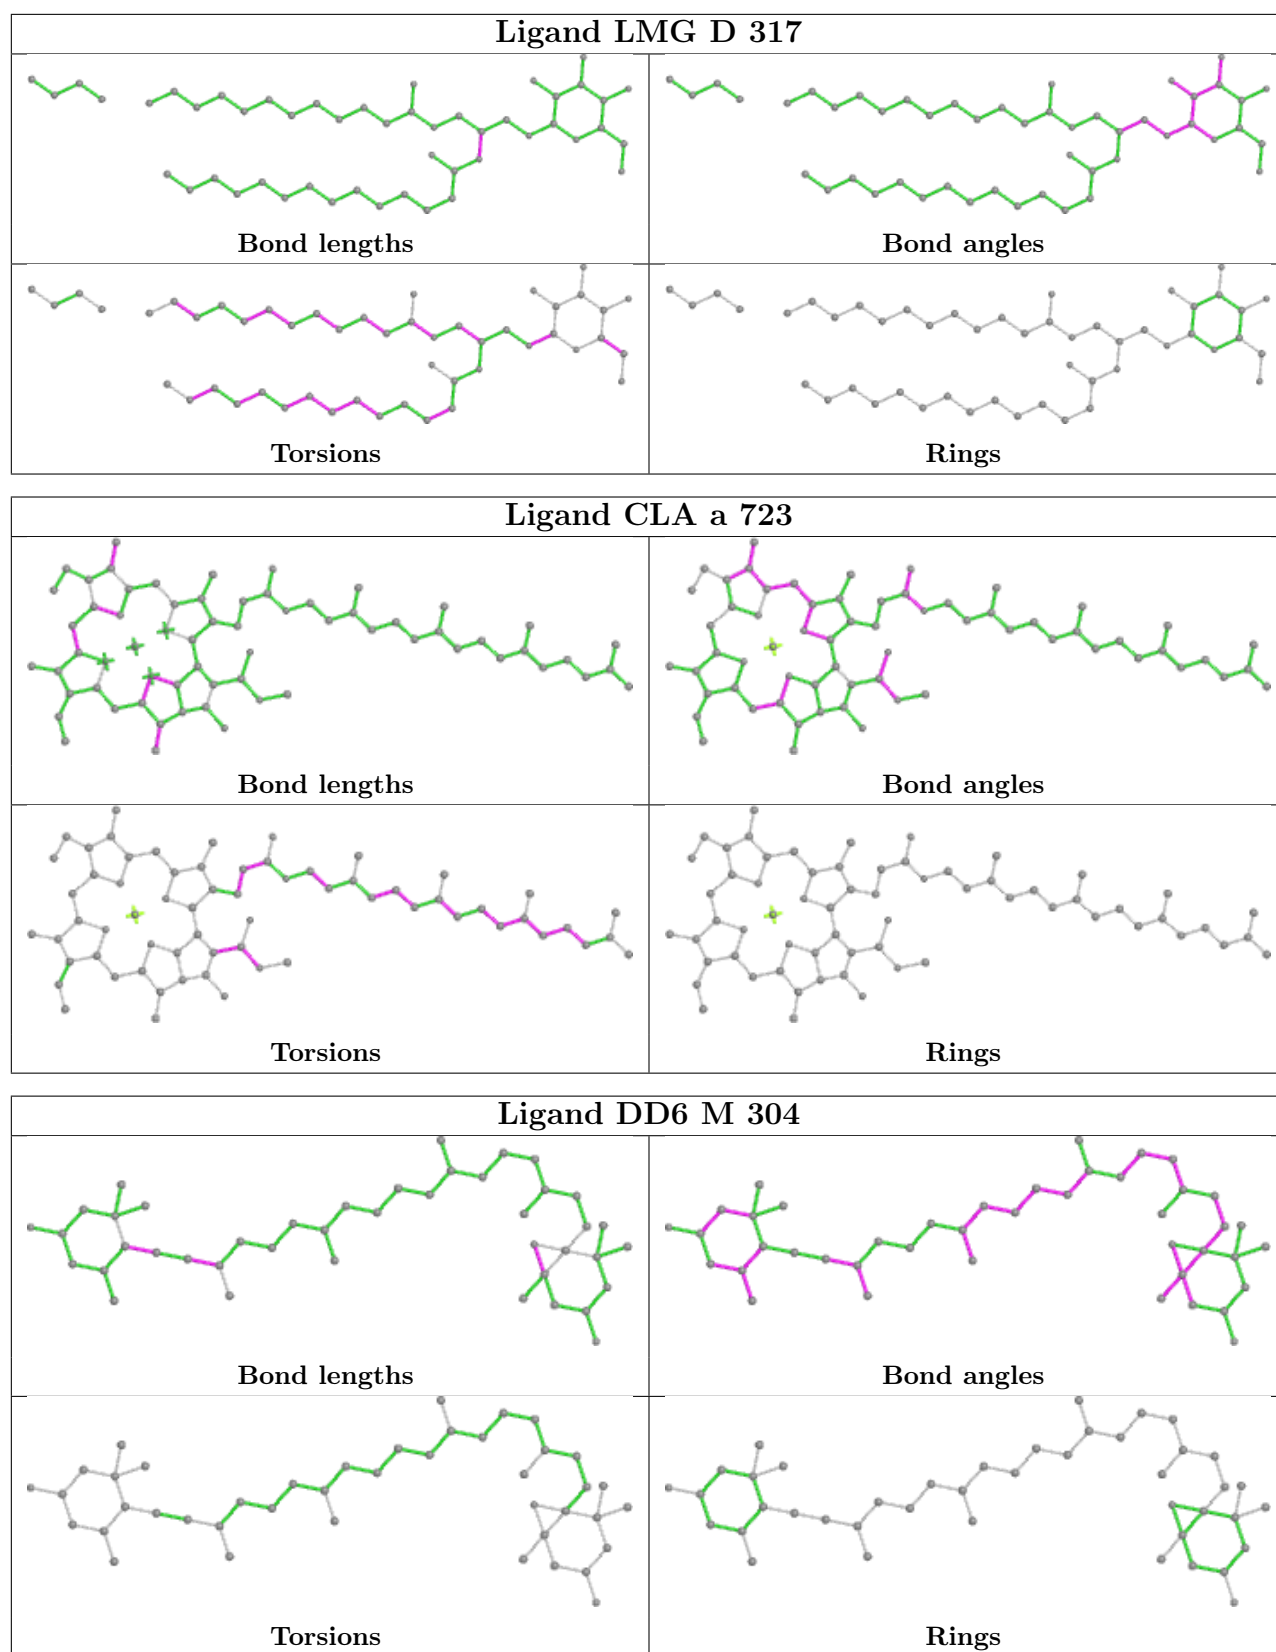 Ligand LMG D 317
Bond lengths
Bond angles
Torsions
Rings
Ligand CLA a 723
Bond lengths
Bond angles
Torsions
Rings
Ligand DD6 M 304
Bond lengths
Bond angles
Torsions
Rings